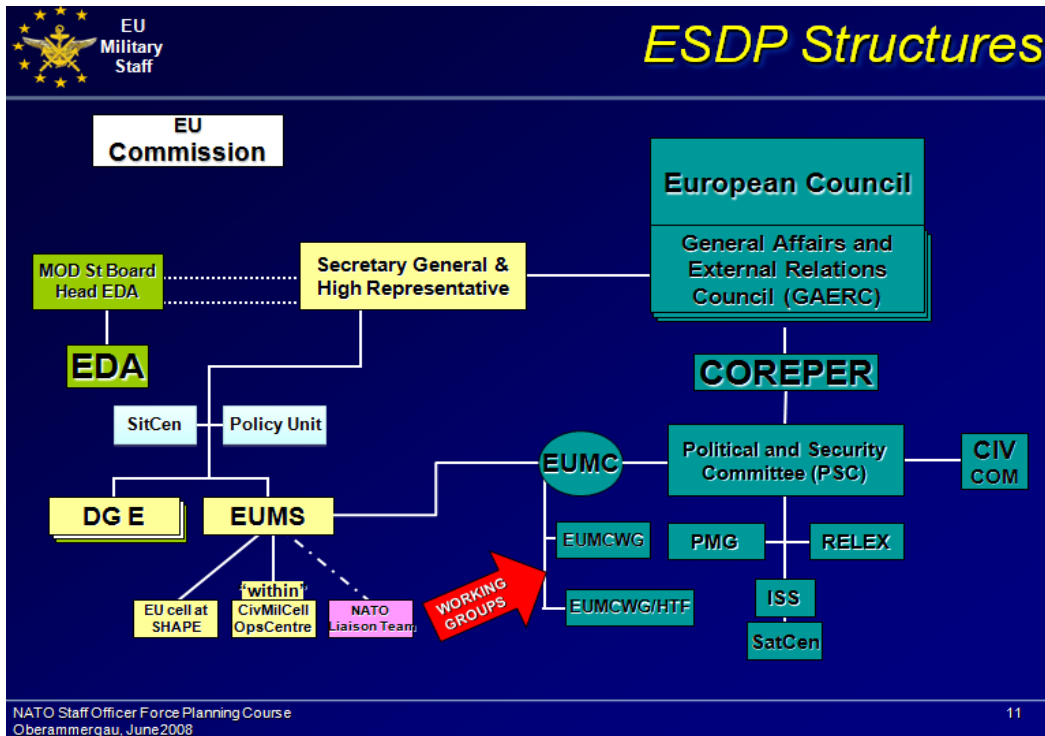 EU
Military
Staff
ESDP Structures
EU
Commission
European Council
General Affairs and
External Relations
Council (GAERC)
MOD St Board
Head EDA
Secretary General &
High Representative
EDA
COREPER
SitCen
Policy Unit
EUMC
Political and Security
Committee (PSC)
CIV
COM
DG E
EUMS
EUMCWG
PMG
RELEX
"within"
EU cell at
SHAPE
CivMilCell
OpsCentre
NATO
Liaison Team
WORKING
GROUPS
EUMCWG/HTF
ISS
SatCen
NATO Staff Officer Force Planning Course
Oberammergau, June 2008
11